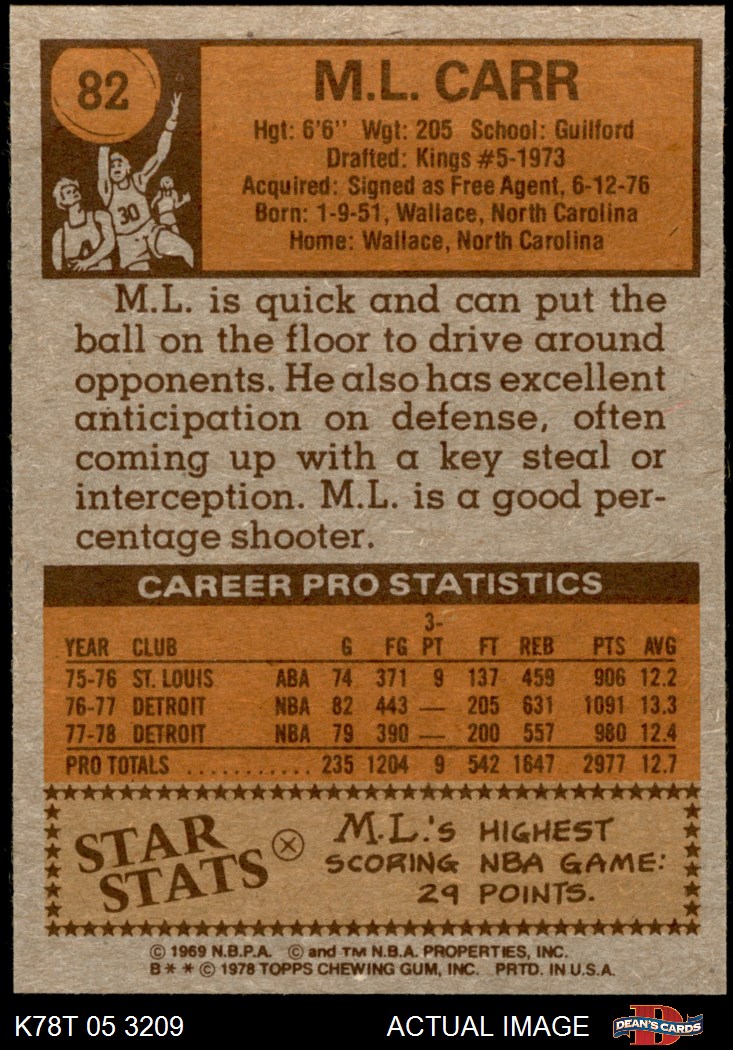 82
30
M.L. CARR
Hgt: 6'6" Wgt: 205 School: Guilford
Drafted: Kings #5-1973
Acquired: Signed as Free Agent, 6-12-76
Born: 1-9-51, Wallace, North Carolina
Home: Wallace, North Carolina
M.L. is quick and can put the
ball on the floor to drive around
opponents. He also has excellent
anticipation on defense, often
coming up with a key steal or
interception. M.L. is a good per-
centage shooter.
CAREER PRO STATISTICS
YEAR CLUB G FG 3-PT FT REB PTS AVG
75-76 ST. LOUIS ABA 74 371 9 137 459 906 12.2
76-77 DETROIT NBA 82 443 — 205 631 1091 13.3
77-78 DETROIT NBA 79 390 — 200 557 980 12.4
PRO TOTALS ........... 235 1204 9 542 1647 2977 12.7
STAR
STATS
M.L.'S HIGHEST
SCORING NBA GAME:
29 POINTS.
© 1969 N.B.P.A. © and TM N.B.A. PROPERTIES, INC.
B * * © 1978 TOPPS CHEWING GUM, INC. PRTD. IN U.S.A.
K78T 05 3209 ACTUAL IMAGE DEAN'S CARDS